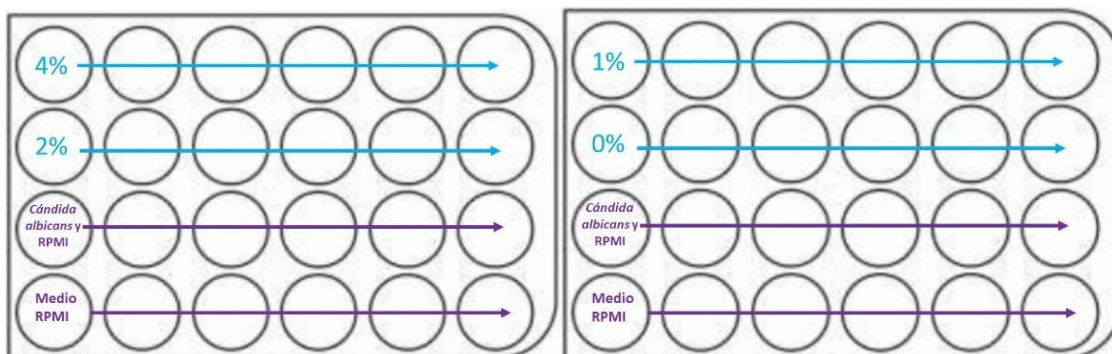 4%
2%
Cándida
albicans y
RPMI
Medio
RPMI
1%
0%
Cándida
albicans y
RPMI
Medio
RPMI